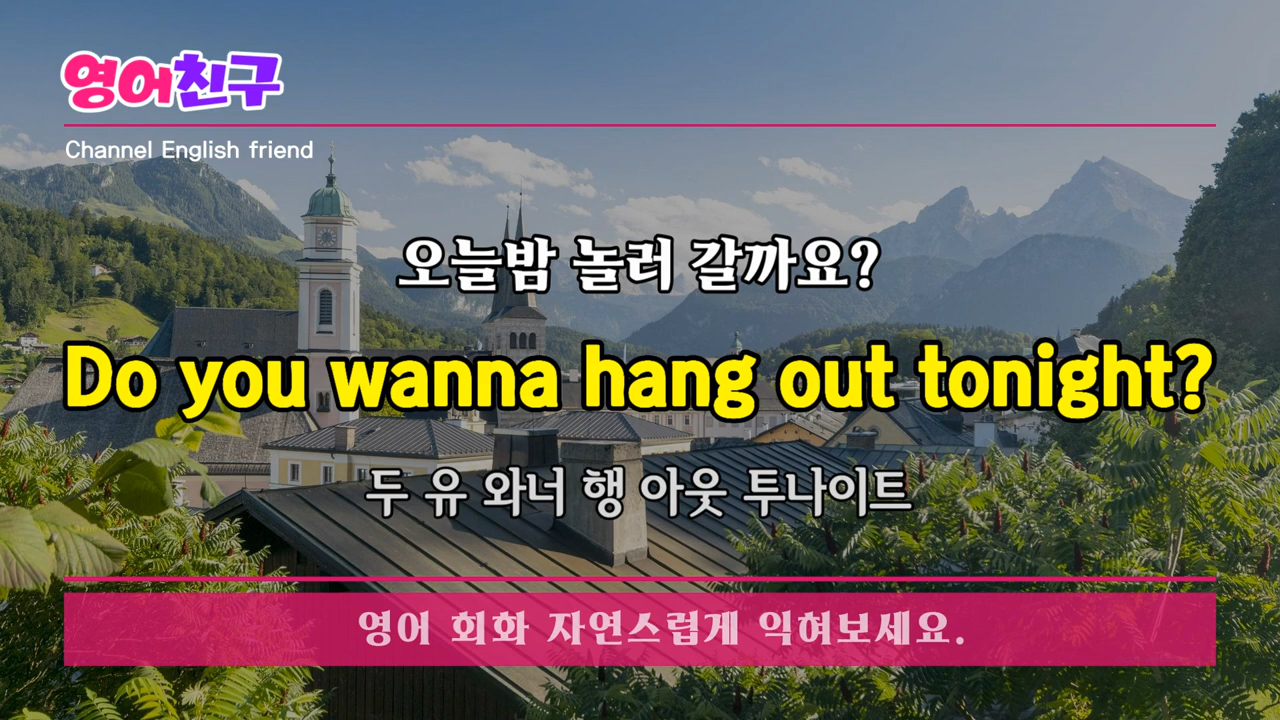 영어친구
Channel English friend
오늘밤 놀러 갈까요?
Do you wanna hang out tonight?
두 유 와너 행 아웃 투나이트
영어 회화 자연스럽게 익혀보세요.